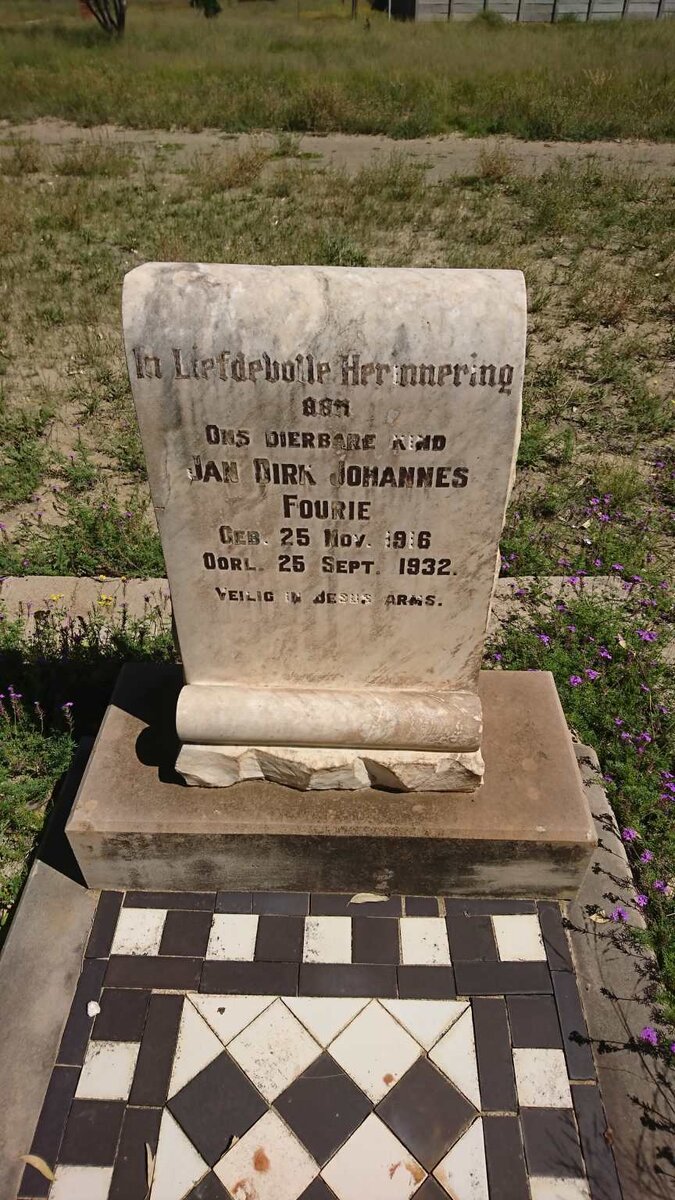 In Liefdevolle Herinnering
aan
ONS DIERBARE KIND
JAN DIRK JOHANNES
FOURIE
GEB. 25 NOV. 1916
OORL. 25 SEPT. 1932.
VEILIG IN JESUS ARMS.